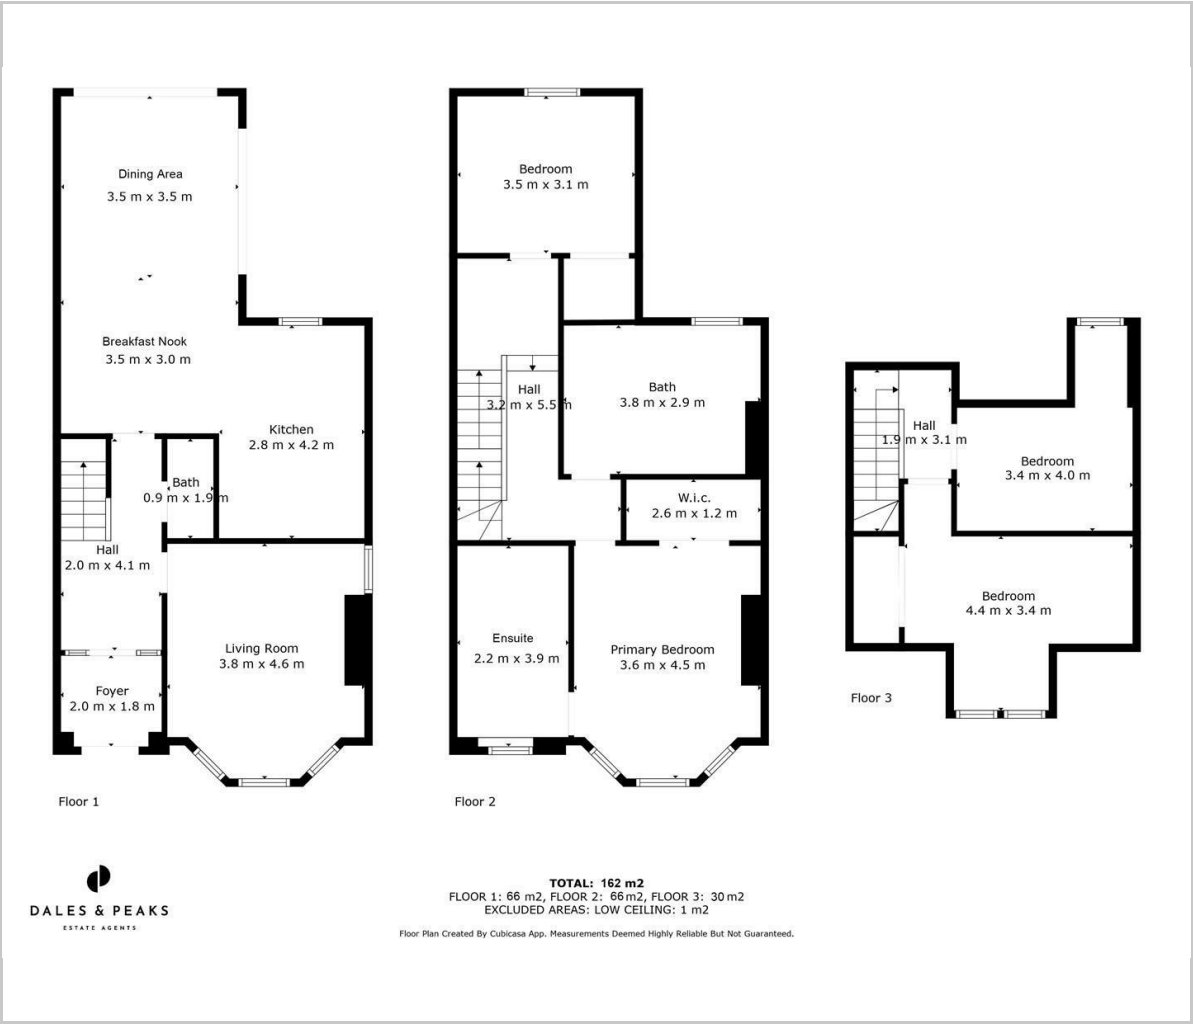 Dining Area
3.5 m x 3.5 m
Breakfast Nook
3.5 m x 3.0 m
Kitchen
2.8 m x 4.2 m
Bath
0.9 m x 1.9 m
Hall
2.0 m x 4.1 m
Living Room
3.8 m x 4.6 m
Foyer
2.0 m x 1.8 m
Floor 1
Bedroom
3.5 m x 3.1 m
Hall
3.2 m x 5.5 m
Bath
3.8 m x 2.9 m
W.i.c.
2.6 m x 1.2 m
Ensuite
2.2 m x 3.9 m
Primary Bedroom
3.6 m x 4.5 m
Floor 2
Hall
1.9 m x 3.1 m
Bedroom
3.4 m x 4.0 m
Bedroom
4.4 m x 3.4 m
Floor 3
DALES & PEAKS
ESTATE AGENTS
TOTAL: 162 m2
FLOOR 1: 66 m2, FLOOR 2: 66 m2, FLOOR 3: 30 m2
EXCLUDED AREAS: LOW CEILING: 1 m2
Floor Plan Created By Cubicasa App. Measurements Deemed Highly Reliable But Not Guaranteed.